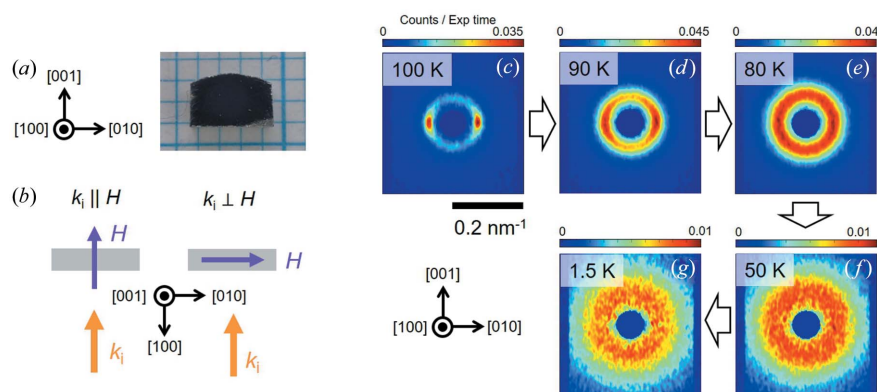 (a)
[001]
[100]
[010]
(b)
kᵢ || H
kᵢ ⊥ H
H
H
[001]
[010]
[100]
kᵢ
kᵢ
Counts / Exp time
0 0.035
100 K (c)
0 0.045
90 K (d)
0
80 K (e)
0.2 nm⁻¹
[001]
[100]
[010]
0 0.01
1.5 K (g)
0 0.01
50 K (f)